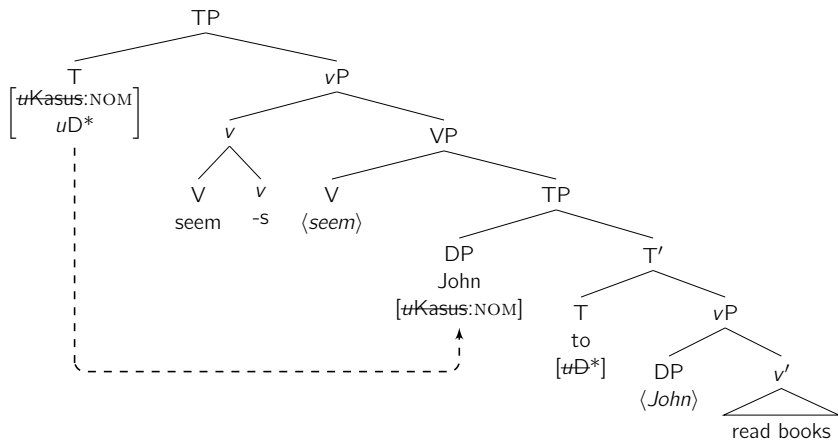 TP
T vP
[uKasus:NOM
uD*]
v VP
V v V TP
seem -s ⟨seem⟩
DP T′
John
[uKasus:NOM] T vP
to
[uD*] DP v′
⟨John⟩
read books